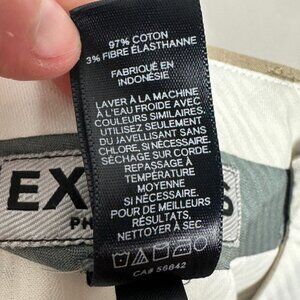 97% COTON
3% FIBRE ÉLASTHANNE
FABRIQUÉ EN
INDONÉSIE
LAVER À LA MACHINE
À L'EAU FROIDE AVEC
COULEURS SIMILAIRES.
UTILISEZ SEULEMENT
DU JAVELLISANT SANS
CHLORE, SI NÉCESSAIRE.
SÉCHAGE SUR CORDE.
REPASSAGE À
TEMPÉRATURE
MOYENNE
SI NÉCESSAIRE.
POUR DE MEILLEURS
RÉSULTATS,
NETTOYER À SEC.
CA# 56842
EX
S
PH